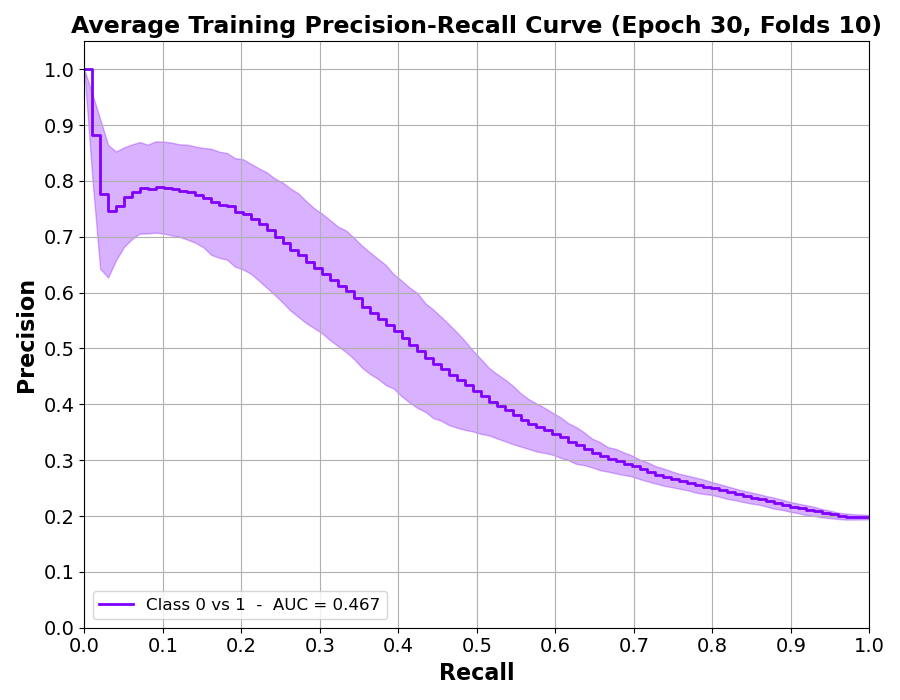 Average Training Precision-Recall Curve (Epoch 30, Folds 10)
Precision
1.0
0.9
0.8
0.7
0.6
0.5
0.4
0.3
0.2
0.1
0.0
Class 0 vs 1 - AUC = 0.467
0.0 0.1 0.2 0.3 0.4 0.5 0.6 0.7 0.8 0.9 1.0
Recall